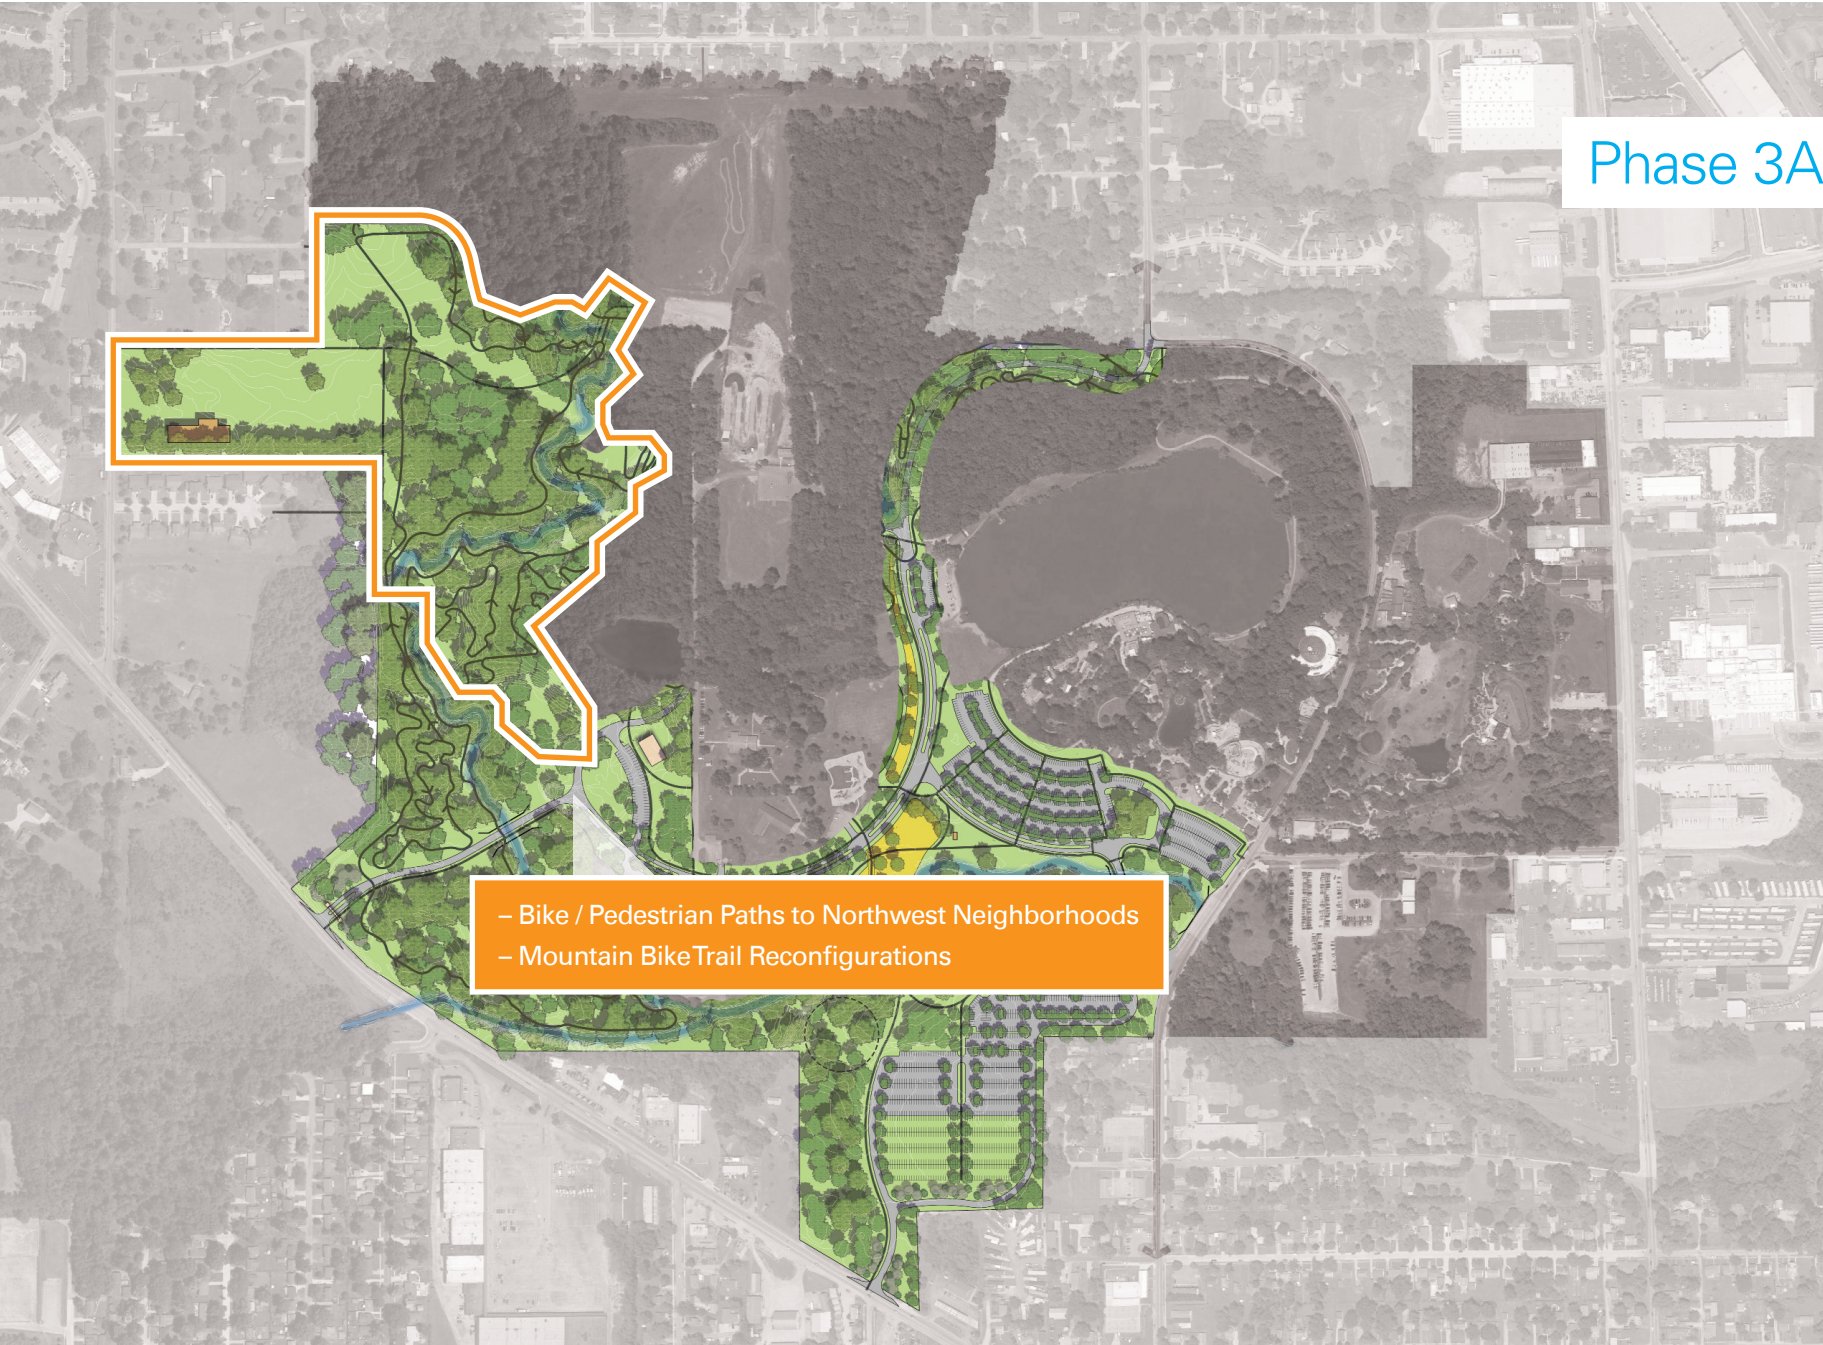 Phase 3A
– Bike / Pedestrian Paths to Northwest Neighborhoods
– Mountain Bike Trail Reconfigurations